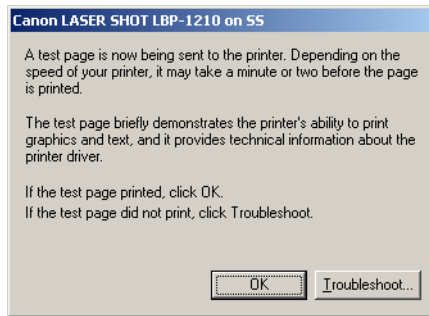 Canon LASER SHOT LBP-1210 on SS
A test page is now being sent to the printer. Depending on the
speed of your printer, it may take a minute or two before the page
is printed.
The test page briefly demonstrates the printer's ability to print
graphics and text, and it provides technical information about the
printer driver.
If the test page printed, click OK.
If the test page did not print, click Troubleshoot.
OK Troubleshoot...